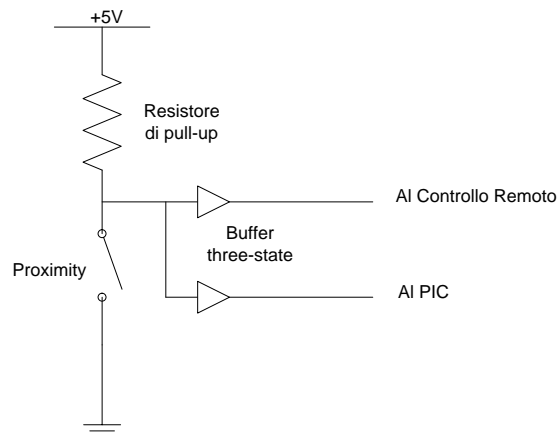 +5V
Resistore
di pull-up
Al Controllo Remoto
Buffer
three-state
Proximity
Al PIC